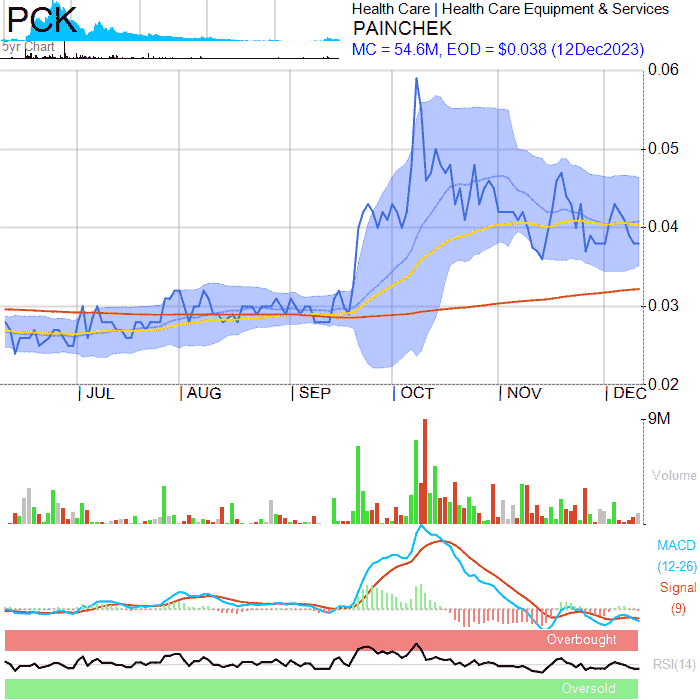 PCK
Health Care | Health Care Equipment & Services
PAINCHEK
MC = 54.6M, EOD = $0.038 (12Dec2023)
5yr Chart
0.06
0.05
0.04
0.03
0.02
| JUL | AUG | SEP | OCT | NOV | DEC
9M
Volume
MACD
(12-26)
Signal
(9)
Overbought
RSI(14)
Oversold